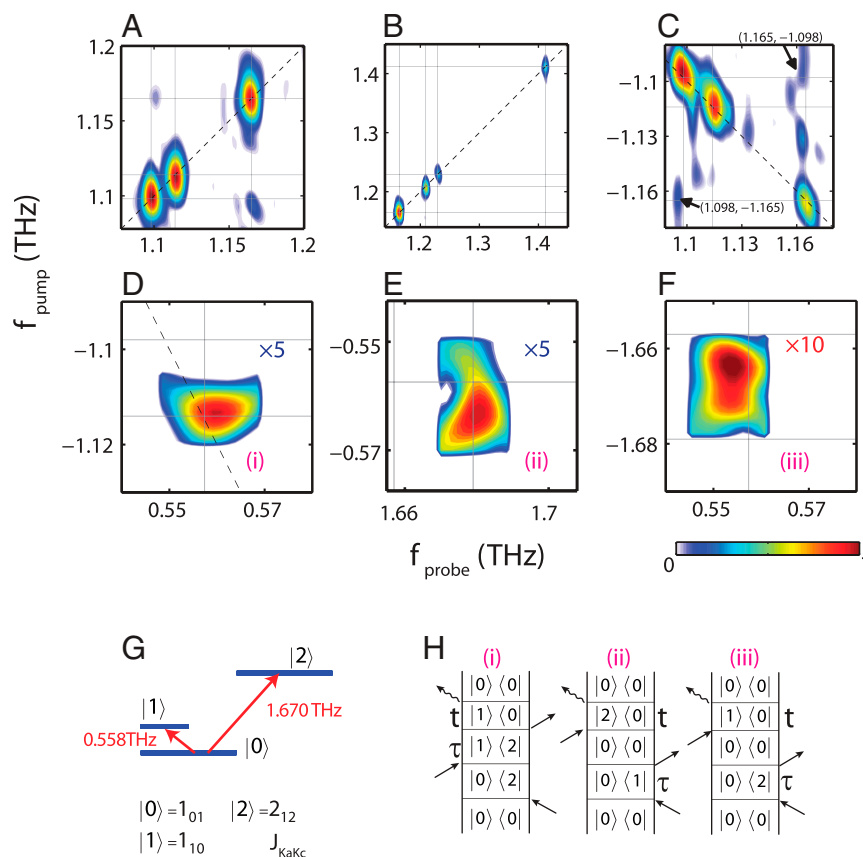 A
B
C
1.2
1.15
1.1
1.1
1.15
1.2
1.4
1.3
1.2
1.2
1.3
1.4
(1.165, −1.098)
−1.1
−1.13
−1.16
(1.098, −1.165)
1.1
1.13
1.16
f pump (THz)
D
E
F
−1.1
×5
−1.12
(i)
0.55
0.57
−0.55
×5
−0.57
(ii)
1.66
1.7
−1.66
×10
−1.68
(iii)
0.55
0.57
f probe (THz)
0
G
|2⟩
|1⟩
1.670 THz
0.558THz
|0⟩
|0⟩ =1₀₁ |2⟩ =2₁₂
|1⟩ =1₁₀ J KaKc
H
(i)
(ii)
(iii)
|0⟩ ⟨0| |0⟩ ⟨0| |0⟩ ⟨0|
t |1⟩ ⟨0| |2⟩ ⟨0| t |1⟩ ⟨0| t
τ |1⟩ ⟨2| |0⟩ ⟨0| |0⟩ ⟨0|
|0⟩ ⟨2| |0⟩ ⟨1| τ |0⟩ ⟨2| τ
|0⟩ ⟨0| |0⟩ ⟨0| |0⟩ ⟨0|